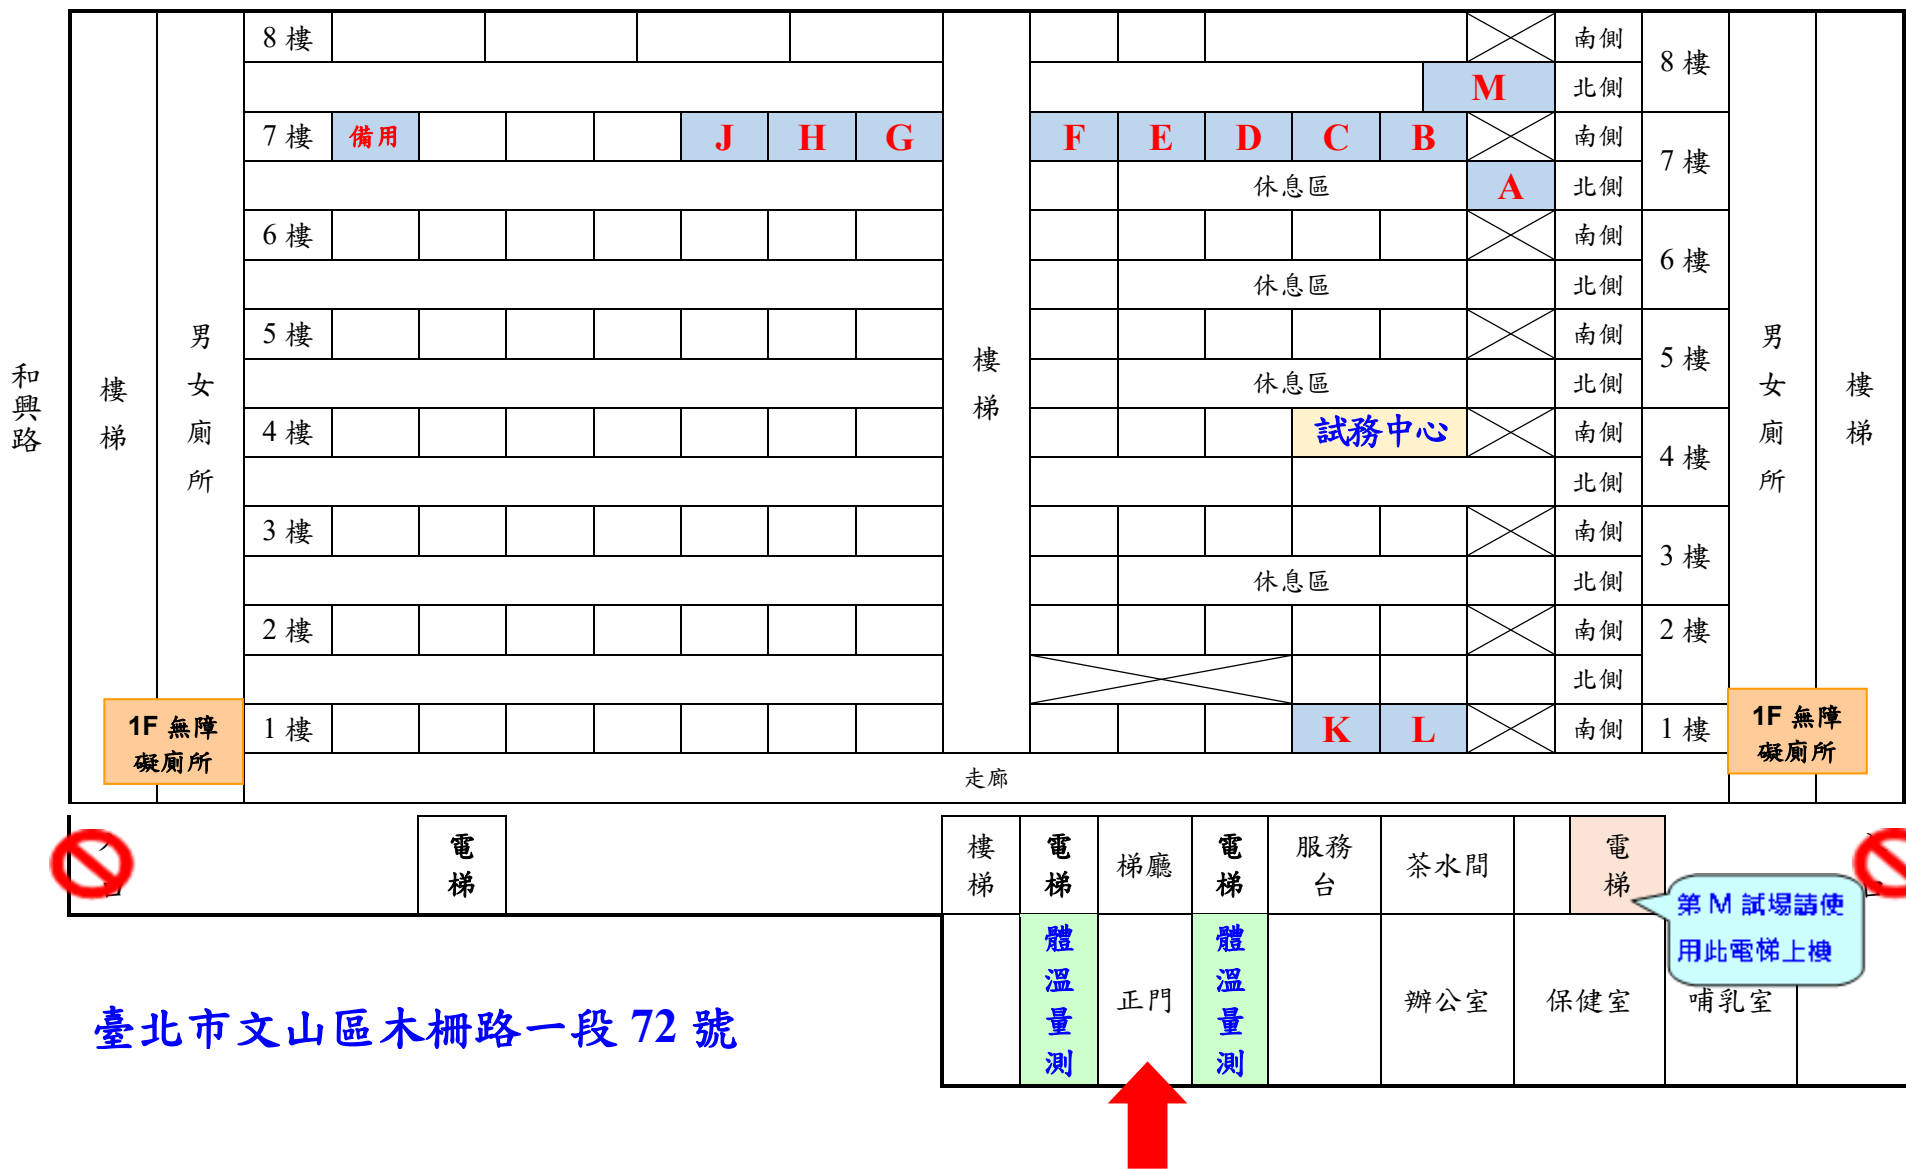 8 樓
南側
8 樓
M
北側
7 樓
備用
J
H
G
F
E
D
C
B
南側
7 樓
休息區
A
北側
6 樓
南側
6 樓
休息區
北側
5 樓
南側
5 樓
休息區
北側
4 樓
試務中心
南側
4 樓
北側
3 樓
南側
3 樓
休息區
北側
2 樓
南側
2 樓
北側
1 樓
K
L
南側
1 樓
和興路
樓梯
男女廁所
樓梯
男女廁所
樓梯
1F 無障
礙廁所
1F 無障
礙廁所
走廊
電梯
樓梯
電梯
梯廳
電梯
服務
台
茶水間
電梯
第 M 試場請使
用此電梯上樓
體溫量測
正門
體溫量測
辦公室
保健室
哺乳室
臺北市文山區木柵路一段 72 號